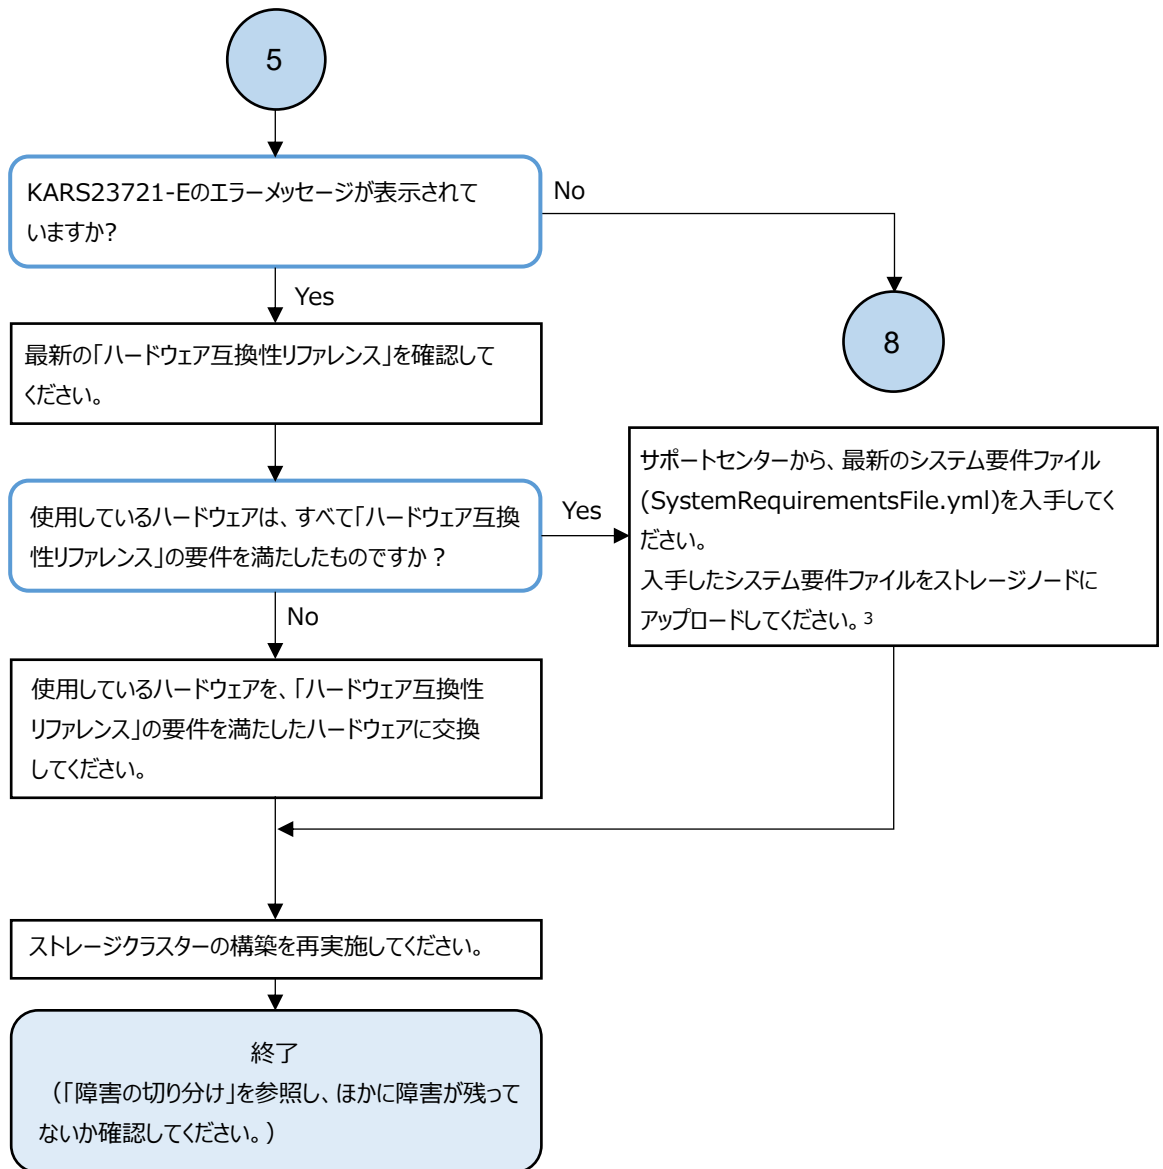 5
KARS23721-Eのエラーメッセージが表示されて
いますか?
No
Yes
8
最新の「ハードウェア互換性リファレンス」を確認して
ください。
使用しているハードウェアは、すべて「ハードウェア互換
性リファレンス」の要件を満たしたものですか？
Yes
サポートセンターから、最新のシステム要件ファイル
(SystemRequirementsFile.yml)を入手してく
ださい。
入手したシステム要件ファイルをストレージノードに
アップロードしてください。3
No
使用しているハードウェアを、「ハードウェア互換性
リファレンス」の要件を満たしたハードウェアに交換
してください。
ストレージクラスターの構築を再実施してください。
終了
（「障害の切り分け」を参照し、ほかに障害が残って
ないか確認してください。）